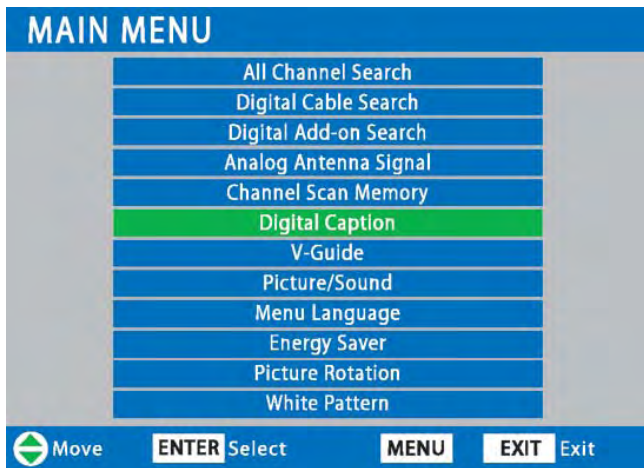 MAIN MENU
All Channel Search
Digital Cable Search
Digital Add-on Search
Analog Antenna Signal
Channel Scan Memory
Digital Caption
V-Guide
Picture/Sound
Menu Language
Energy Saver
Picture Rotation
White Pattern
Move ENTER Select MENU EXIT Exit